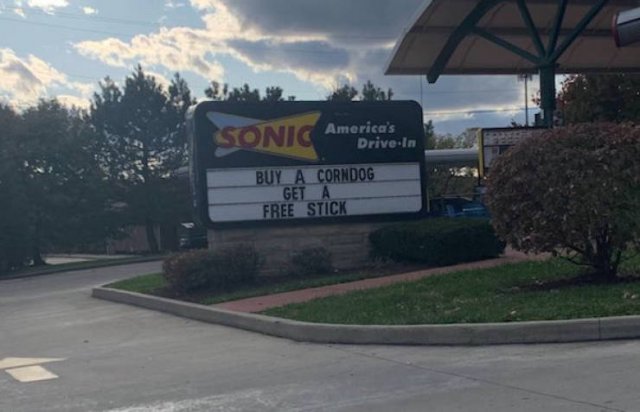 SONIC
America's
Drive-In
BUY A CORNDOG
GET A
FREE STICK